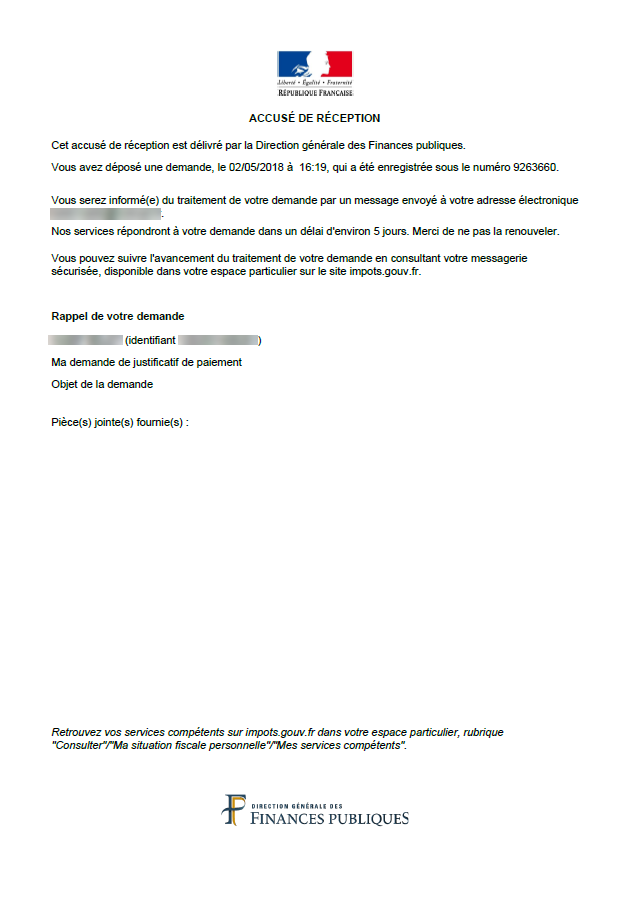 Liberté • Égalité • Fraternité
RÉPUBLIQUE FRANÇAISE
ACCUSÉ DE RÉCEPTION
Cet accusé de réception est délivré par la Direction générale des Finances publiques.
Vous avez déposé une demande, le 02/05/2018 à 16:19, qui a été enregistrée sous le numéro 9263660.
Vous serez informé(e) du traitement de votre demande par un message envoyé à votre adresse électronique
.
Nos services répondront à votre demande dans un délai d'environ 5 jours. Merci de ne pas la renouveler.
Vous pouvez suivre l'avancement du traitement de votre demande en consultant votre messagerie
sécurisée, disponible dans votre espace particulier sur le site impots.gouv.fr.
Rappel de votre demande
(identifiant )
Ma demande de justificatif de paiement
Objet de la demande
Pièce(s) jointe(s) fournie(s) :
Retrouvez vos services compétents sur impots.gouv.fr dans votre espace particulier, rubrique
"Consulter"/"Ma situation fiscale personnelle"/"Mes services compétents".
DIRECTION GÉNÉRALE DES
FINANCES PUBLIQUES